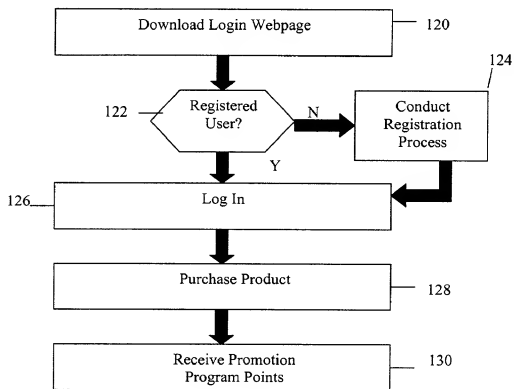 Download Login Webpage
120
124
122
Registered
User?
N
Conduct
Registration
Process
Y
126
Log In
Purchase Product
128
Receive Promotion
Program Points
130